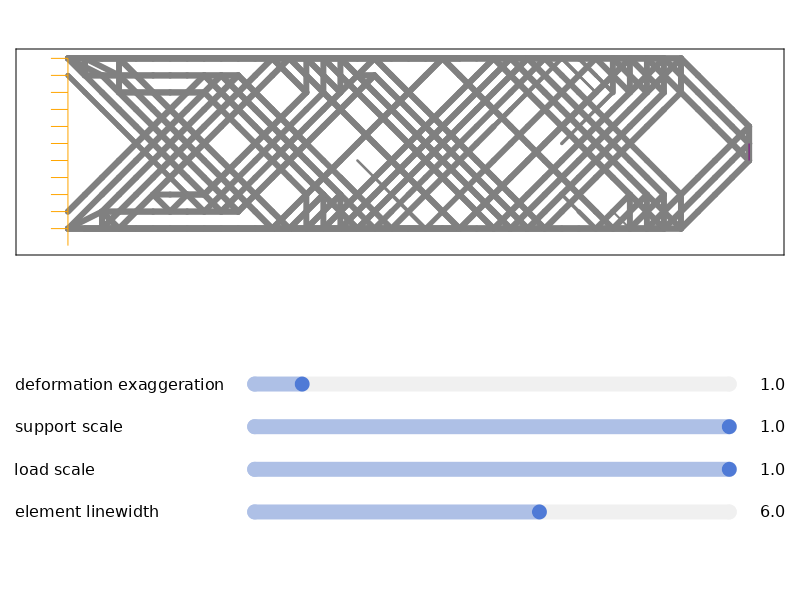 deformation exaggeration 1.0
support scale 1.0
load scale 1.0
element linewidth 6.0